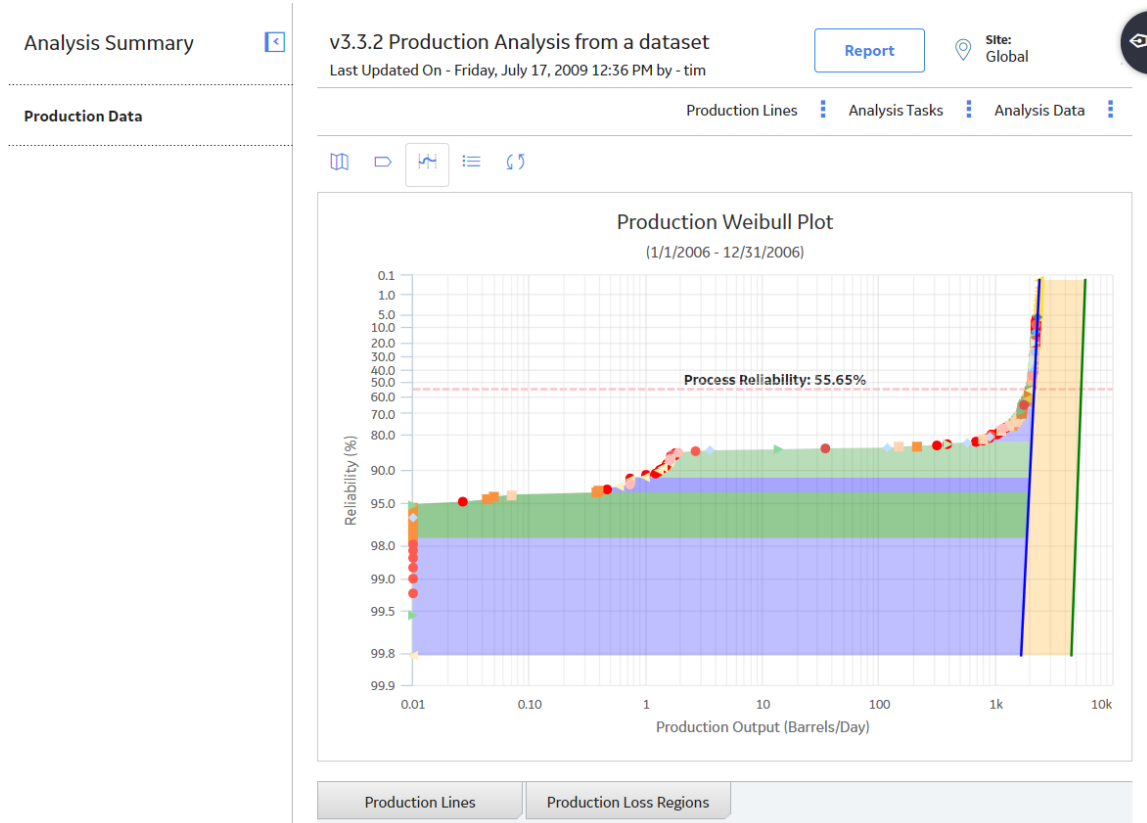 Analysis Summary
Production Data
v3.3.2 Production Analysis from a dataset
Last Updated On - Friday, July 17, 2009 12:36 PM by - tim
Report
Site:
Global
Production Lines
Analysis Tasks
Analysis Data
Production Weibull Plot
(1/1/2006 - 12/31/2006)
Reliability (%)
0.1
1.0
5.0
10.0
20.0
30.0
40.0
50.0
60.0
70.0
80.0
90.0
95.0
98.0
99.0
99.5
99.8
99.9
Process Reliability: 55.65%
0.01
0.10
1
10
100
1k
10k
Production Output (Barrels/Day)
Production Lines
Production Loss Regions